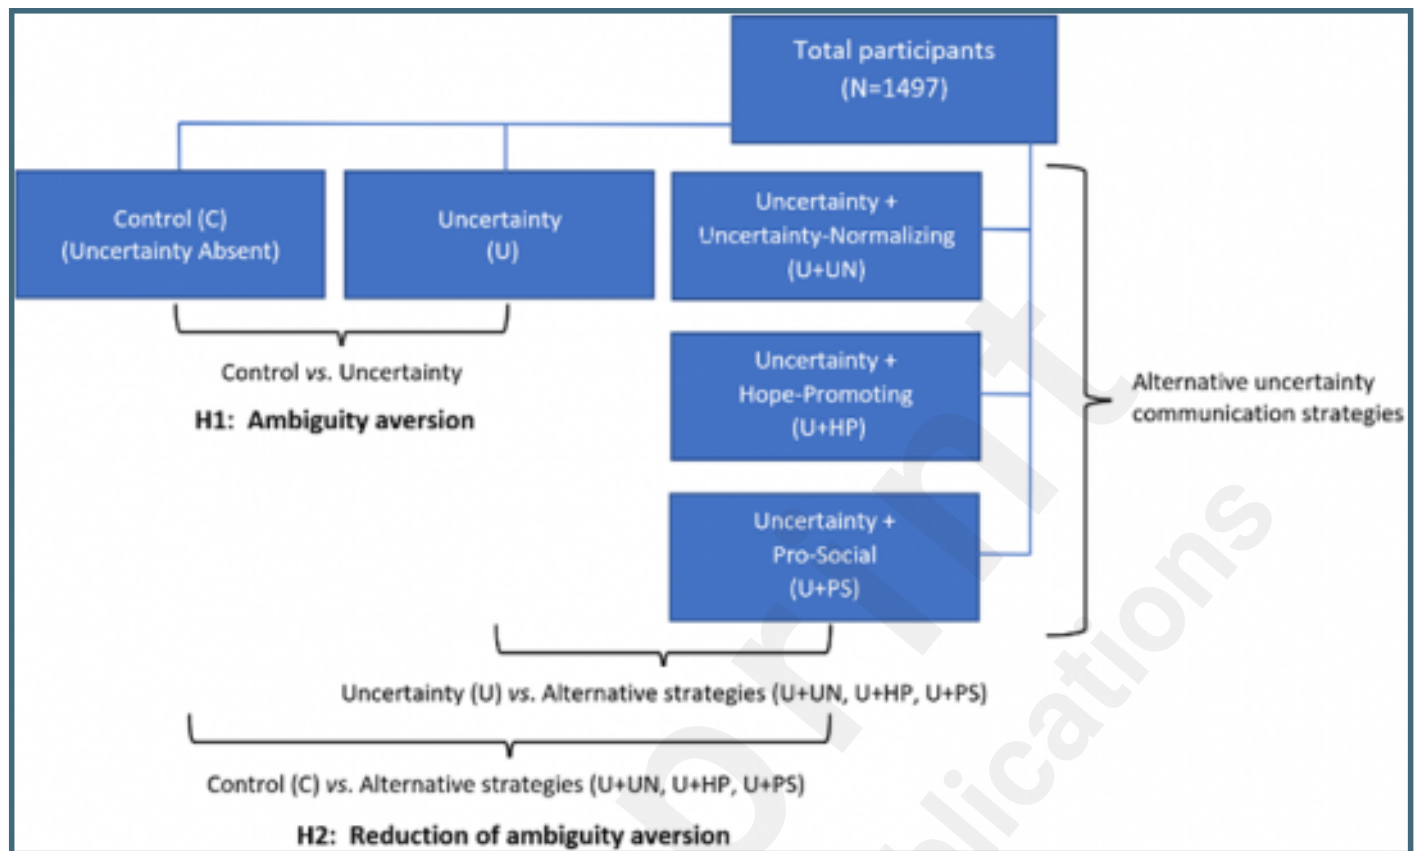 Total participants
(N=1497)
Control (C)
(Uncertainty Absent)
Uncertainty
(U)
Uncertainty +
Uncertainty-Normalizing
(U+UN)
Uncertainty +
Hope-Promoting
(U+HP)
Uncertainty +
Pro-Social
(U+PS)
Alternative uncertainty
communication strategies
Control vs. Uncertainty
H1: Ambiguity aversion
Uncertainty (U) vs. Alternative strategies (U+UN, U+HP, U+PS)
Control (C) vs. Alternative strategies (U+UN, U+HP, U+PS)
H2: Reduction of ambiguity aversion
print
blications